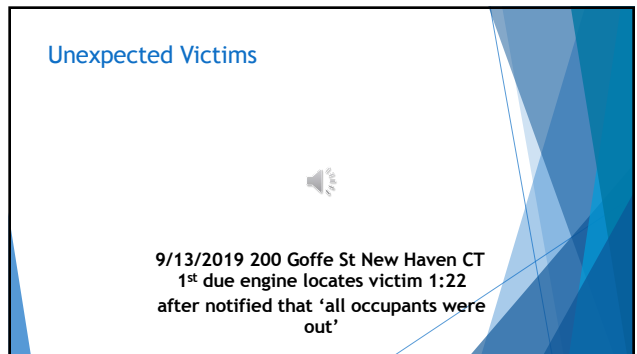 Unexpected Victims
9/13/2019 200 Goffe St New Haven CT
1st due engine locates victim 1:22
after notified that ‘all occupants were
out’